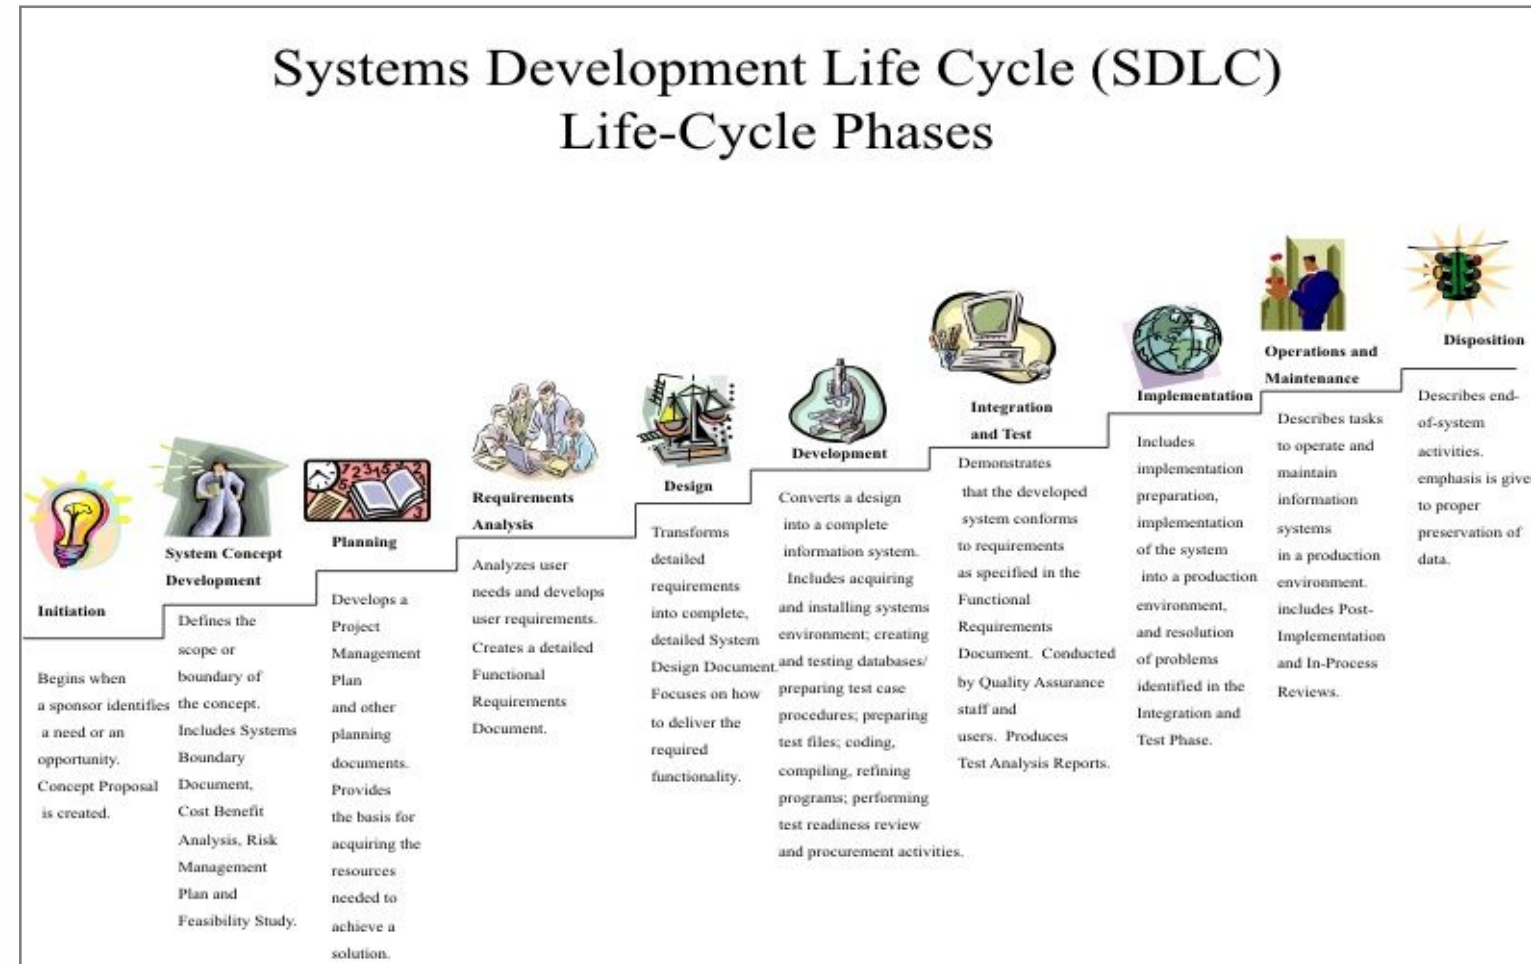 Systems Development Life Cycle (SDLC)
Life-Cycle Phases
Initiation
Begins when
a sponsor identifies
a need or an
opportunity.
Concept Proposal
is created.
System Concept
Development
Defines the
scope or
boundary of
the concept.
Includes Systems
Boundary
Document,
Cost Benefit
Analysis, Risk
Management
Plan and
Feasibility Study.
Planning
Develops a
Project
Management
Plan
and other
planning
documents.
Provides
the basis for
acquiring the
resources
needed to
achieve a
solution.
Requirements
Analysis
Analyzes user
needs and develops
user requirements.
Creates a detailed
Functional
Requirements
Document.
Design
Transforms
detailed
requirements
into complete,
detailed System
Design Document.
Focuses on how
to deliver the
required
functionality.
Development
Converts a design
into a complete
information system.
Includes acquiring
and installing systems
environment; creating
and testing databases/
preparing test case
procedures; preparing
test files; coding,
compiling, refining
programs; performing
test readiness review
and procurement activities.
Integration
and Test
Demonstrates
that the developed
system conforms
to requirements
as specified in the
Functional
Requirements
Document. Conducted
by Quality Assurance
staff and
users. Produces
Test Analysis Reports.
Implementation
Includes
implementation
preparation,
implementation
of the system
into a production
environment,
and resolution
of problems
identified in the
Integration and
Test Phase.
Operations and
Maintenance
Describes tasks
to operate and
maintain
information
systems
in a production
environment.
includes Post-
Implementation
and In-Process
Reviews.
Disposition
Describes end-
of-system
activities.
emphasis is give
to proper
preservation of
data.